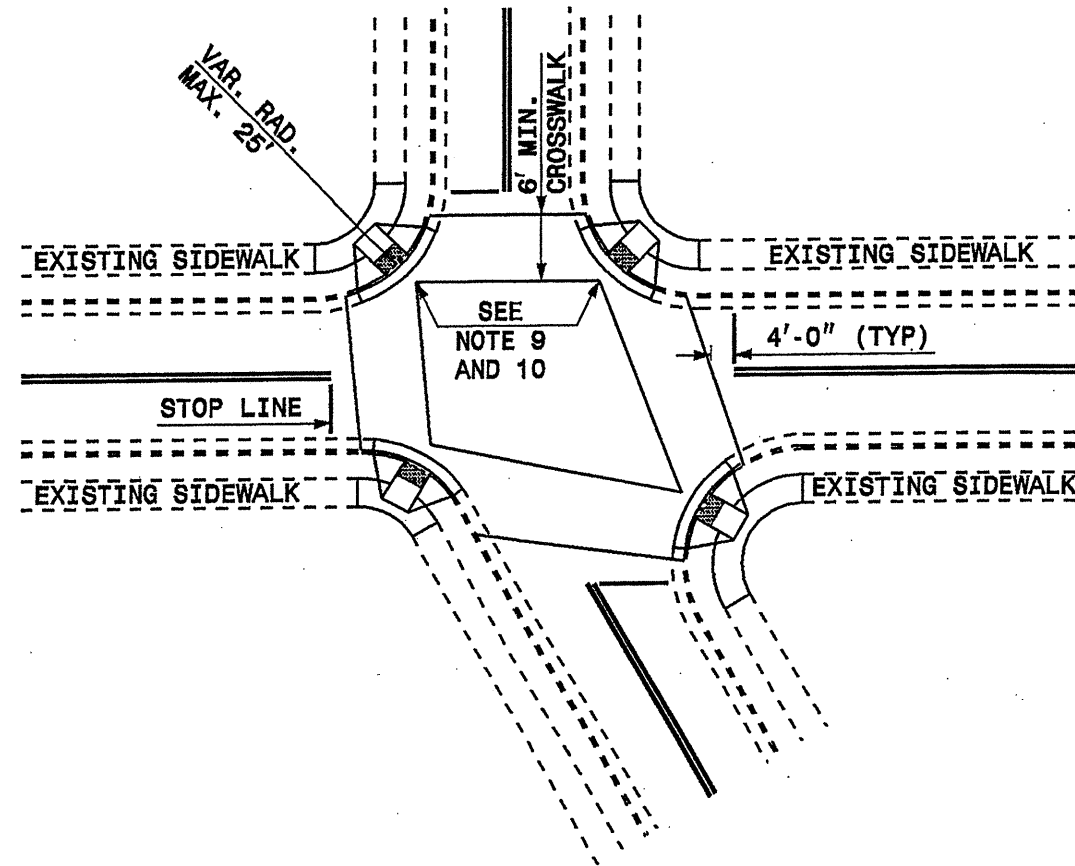 VAR. RAD.
MAX. 25'
6' MIN.
CROSSWALK
EXISTING SIDEWALK
EXISTING SIDEWALK
SEE
NOTE 9
AND 10
4'-0" (TYP)
STOP LINE
EXISTING SIDEWALK
EXISTING SIDEWALK